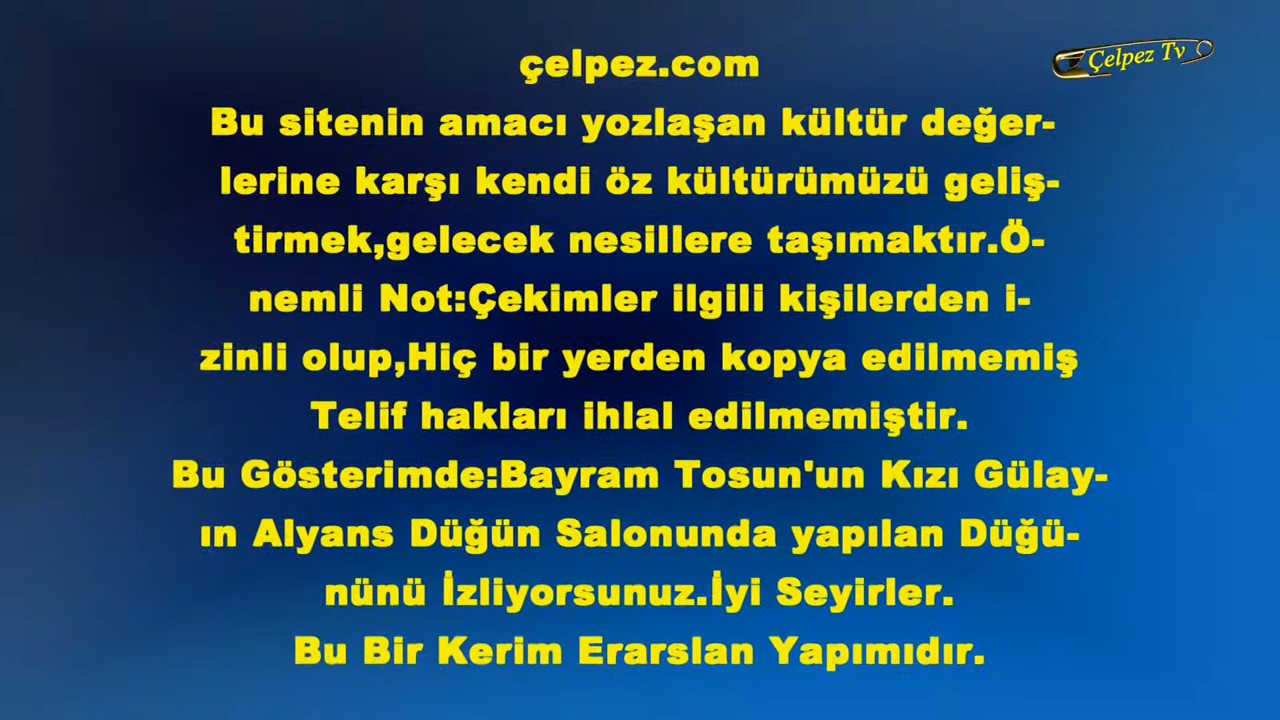 çelpez.com
Çelpez Tv
Bu sitenin amacı yozlaşan kültür değer-
lerine karşı kendi öz kültürümüzü geliş-
tirmek,gelecek nesillere taşımaktır.Ö-
nemli Not:Çekimler ilgili kişilerden i-
zinli olup,Hiç bir yerden kopya edilmemiş
Telif hakları ihlal edilmemiştir.
Bu Gösterimde:Bayram Tosun'un Kızı Gülay-
ın Alyans Düğün Salonunda yapılan Düğü-
nünü İzliyorsunuz.İyi Seyirler.
Bu Bir Kerim Erarslan Yapımıdır.